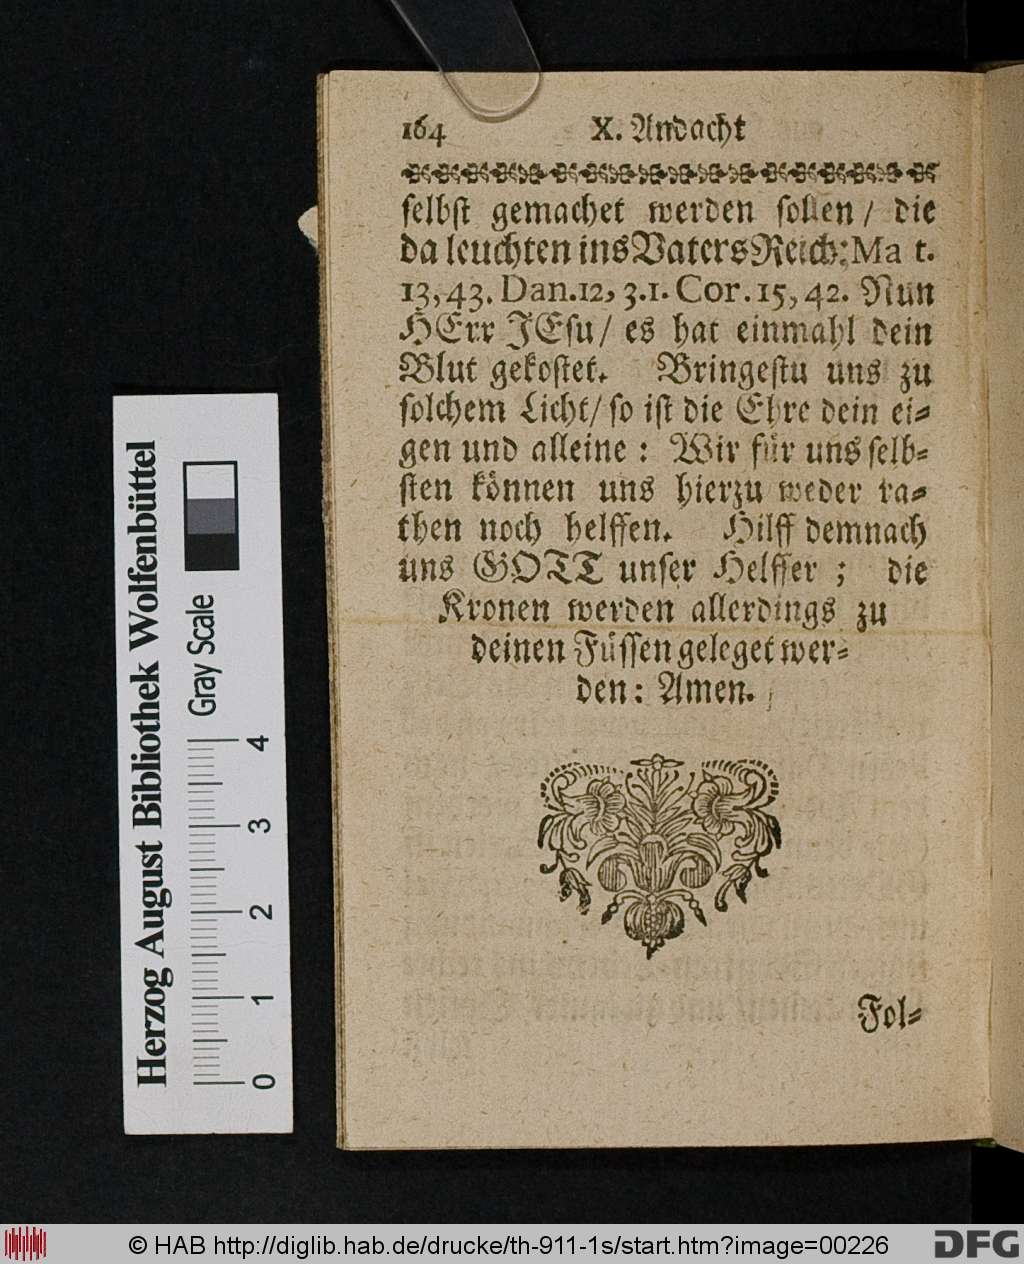 164 X. Andacht
selbst gemachet werden sollen / die
da leuchten ins Vaters Reich: Ma t.
13, 43. Dan. 12, 3. 1. Cor. 15, 42. Nun
HErr JEsu / es hat einmahl dein
Blut gekostet. Bringestu uns zu
solchem Licht / so ist die Ehre dein ei-
gen und alleine : Wir für uns selb-
sten können uns hierzu weder ra-
then noch helffen. Hilff demnach
uns GOTT unser Helffer ; die
Kronen werden allerdings zu
deinen Füssen geleget wer-
den : Amen.
Fol-
Herzog August Bibliothek Wolfenbüttel
Gray Scale
0 1 2 3 4
© HAB http://diglib.hab.de/drucke/th-911-1s/start.htm?image=00226
DFG